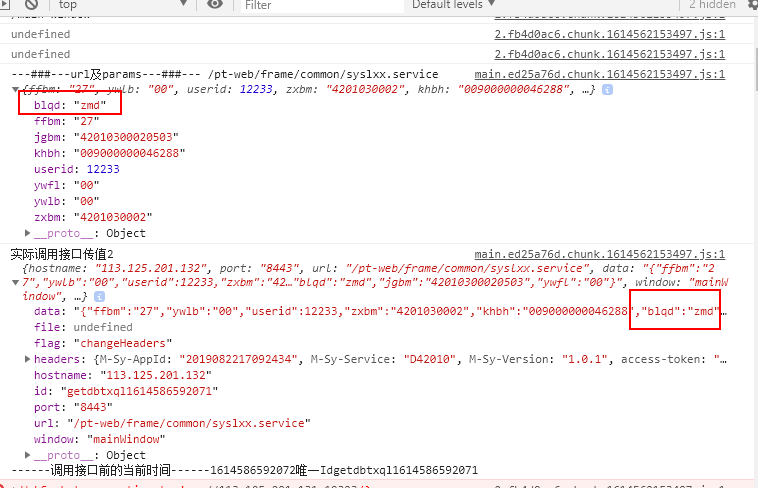 top Filter Default levels 2 hidden
undefined 2.fb4d0ac6.chunk.1614562153497.js:1
undefined 2.fb4d0ac6.chunk.1614562153497.js:1
---###---url及params---###--- /pt-web/frame/common/syslxx.service main.ed25a76d.chunk.1614562153497.js:1
{ffbm: "27", ywlb: "00", userid: 12233, zxbm: "4201030002", khbh: "009000000046288", …}
blqd: "zmd"
ffbm: "27"
jgbm: "42010300020503"
khbh: "009000000046288"
userid: 12233
ywfl: "00"
ywlb: "00"
zxbm: "4201030002"
__proto__: Object
实际调用接口传值2 main.ed25a76d.chunk.1614562153497.js:1
{hostname: "113.125.201.132", port: "8443", url: "/pt-web/frame/common/syslxx.service", data: "{"ffbm":"2
7","ywlb":"00","userid":12233,"zxbm":"42…"blqd":"zmd","jgbm":"42010300020503","ywfl":"00"}", window: "mainW
indow", …}
data: "{"ffbm":"27","ywlb":"00","userid":12233,"zxbm":"4201030002","khbh":"009000000046288","blqd":"zmd"…
file: undefined
flag: "changeHeaders"
headers: {M-Sy-AppId: "2019082217092434", M-Sy-Service: "D42010", M-Sy-Version: "1.0.1", access-token: "…
hostname: "113.125.201.132"
id: "getdbtxql1614586592071"
port: "8443"
url: "/pt-web/frame/common/syslxx.service"
window: "mainWindow"
__proto__: Object
------调用接口前的当前时间------1614586592072唯一Idgetdbtxql1614586592071